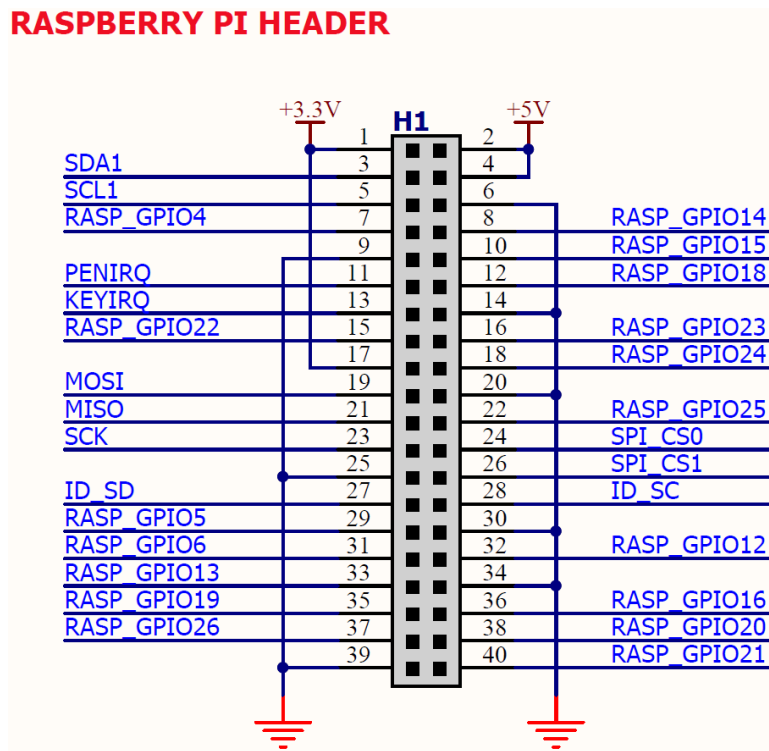 RASPBERRY PI HEADER
+3.3V H1 +5V
1 2
SDA1 3 4
SCL1 5 6
RASP_GPIO4 7 8 RASP_GPIO14
9 10 RASP_GPIO15
PENIRQ 11 12 RASP_GPIO18
KEYIRQ 13 14
RASP_GPIO22 15 16 RASP_GPIO23
17 18 RASP_GPIO24
MOSI 19 20
MISO 21 22 RASP_GPIO25
SCK 23 24 SPI_CS0
25 26 SPI_CS1
ID_SD 27 28 ID_SC
RASP_GPIO5 29 30
RASP_GPIO6 31 32 RASP_GPIO12
RASP_GPIO13 33 34
RASP_GPIO19 35 36 RASP_GPIO16
RASP_GPIO26 37 38 RASP_GPIO20
39 40 RASP_GPIO21